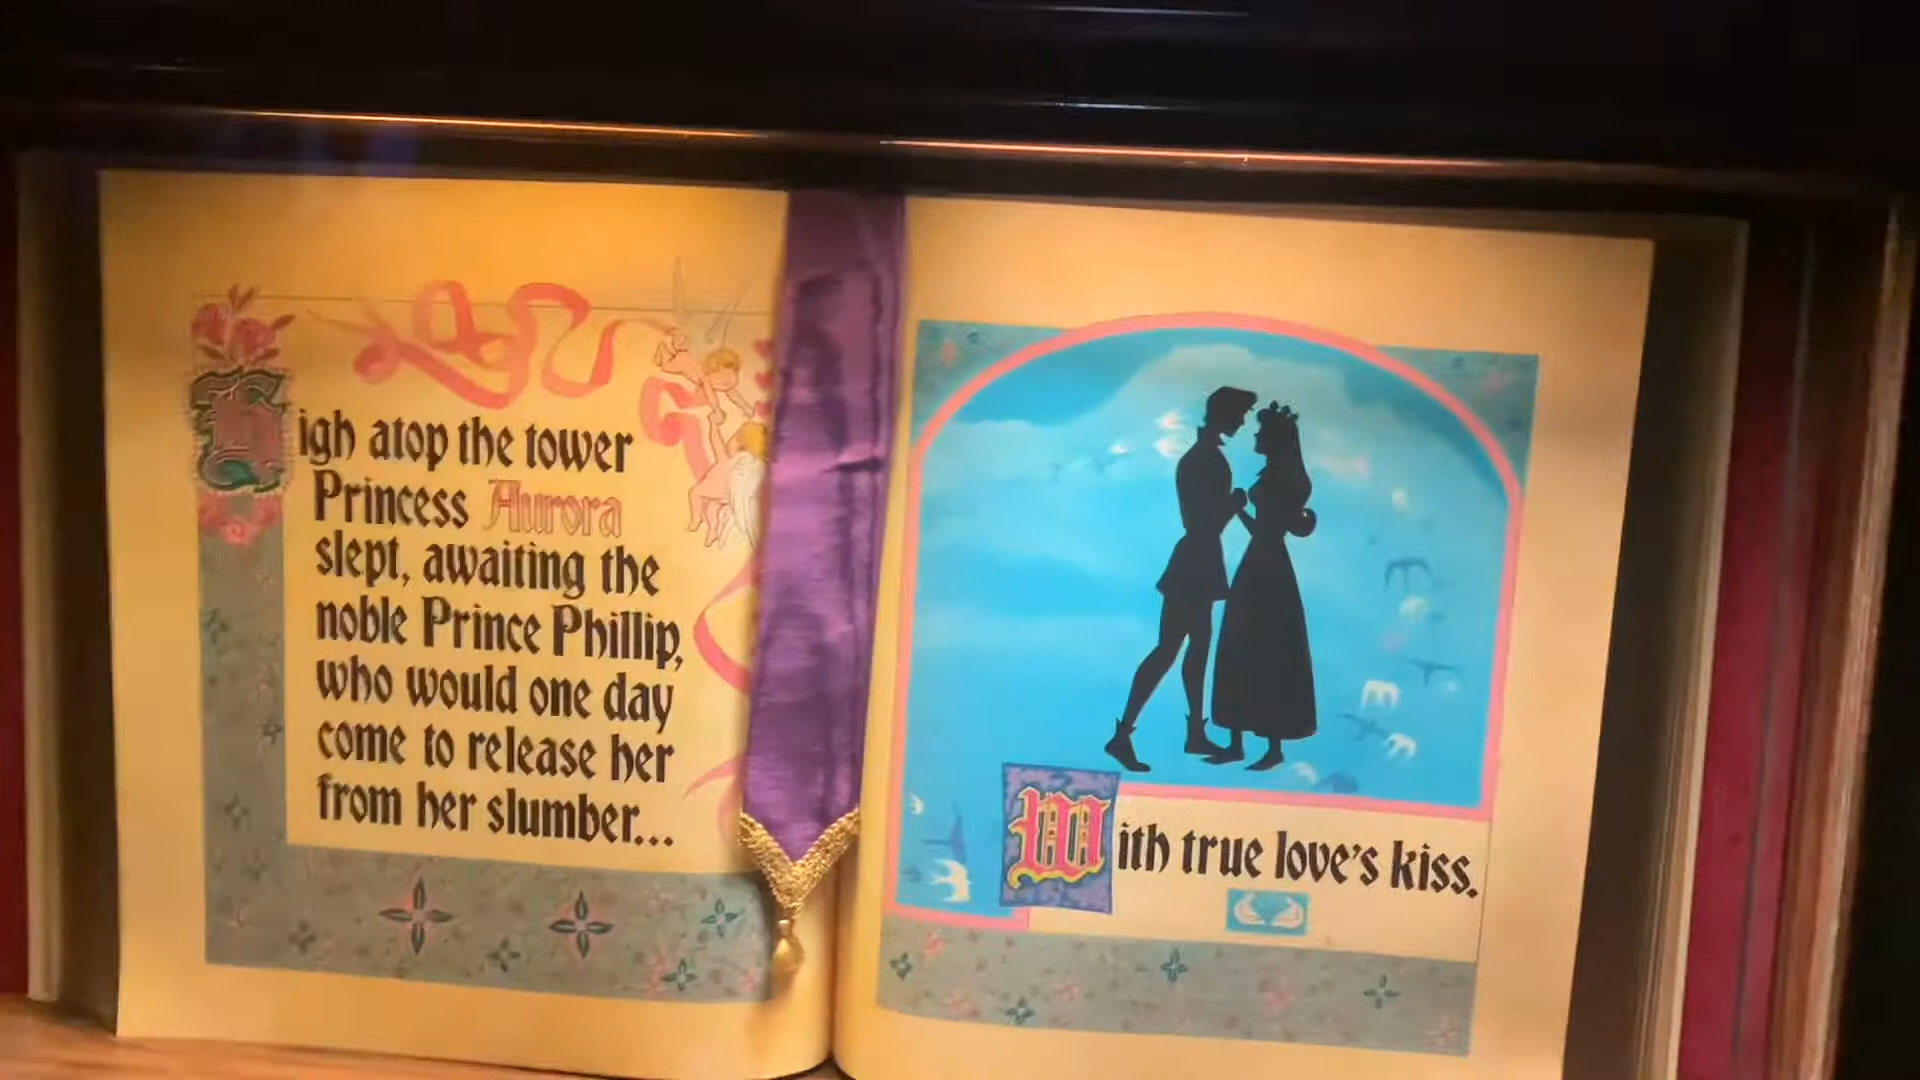 High atop the tower
Princess Aurora
slept, awaiting the
noble Prince Phillip,
who would one day
come to release her
from her slumber...
With true love's kiss.